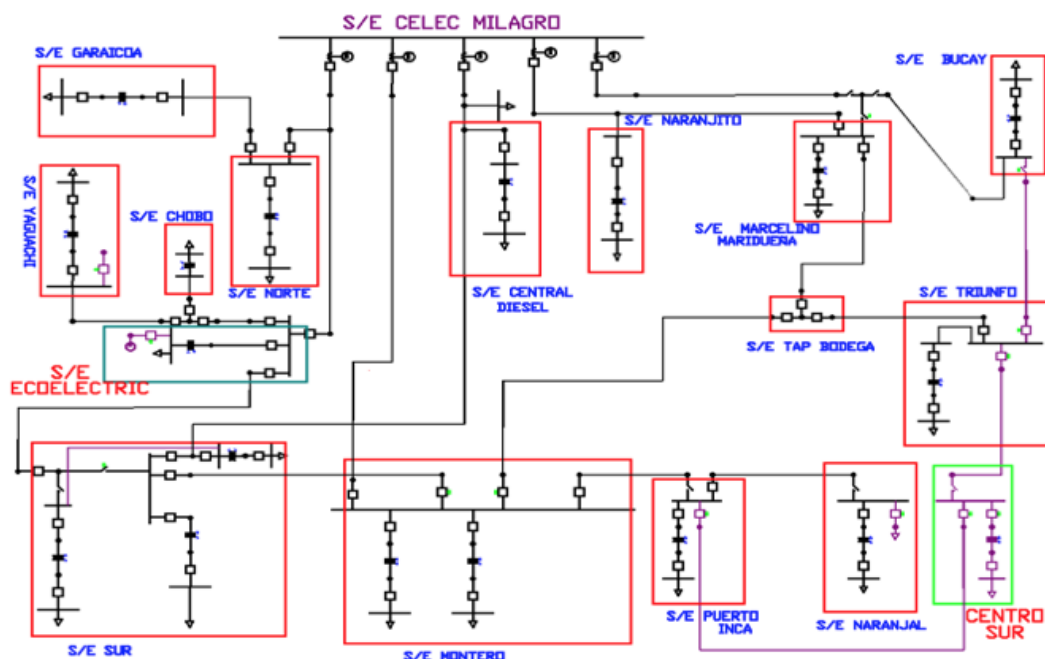 S/E CELEC MILAGRO
S/E GARAICOA
S/E BUCAY
S/E NARANJITO
S/E YAGUACHI
S/E CHOBO
S/E MARCELINO
MARIDUEÑA
S/E NORTE
S/E CENTRAL
DIESEL
S/E TRIUNFO
S/E TAP BODEGA
S/E
ECOELECTRIC
S/E PUERTO
INCA
S/E NARANJAL
CENTRO
SUR
S/E SUR
S/E MONTERO